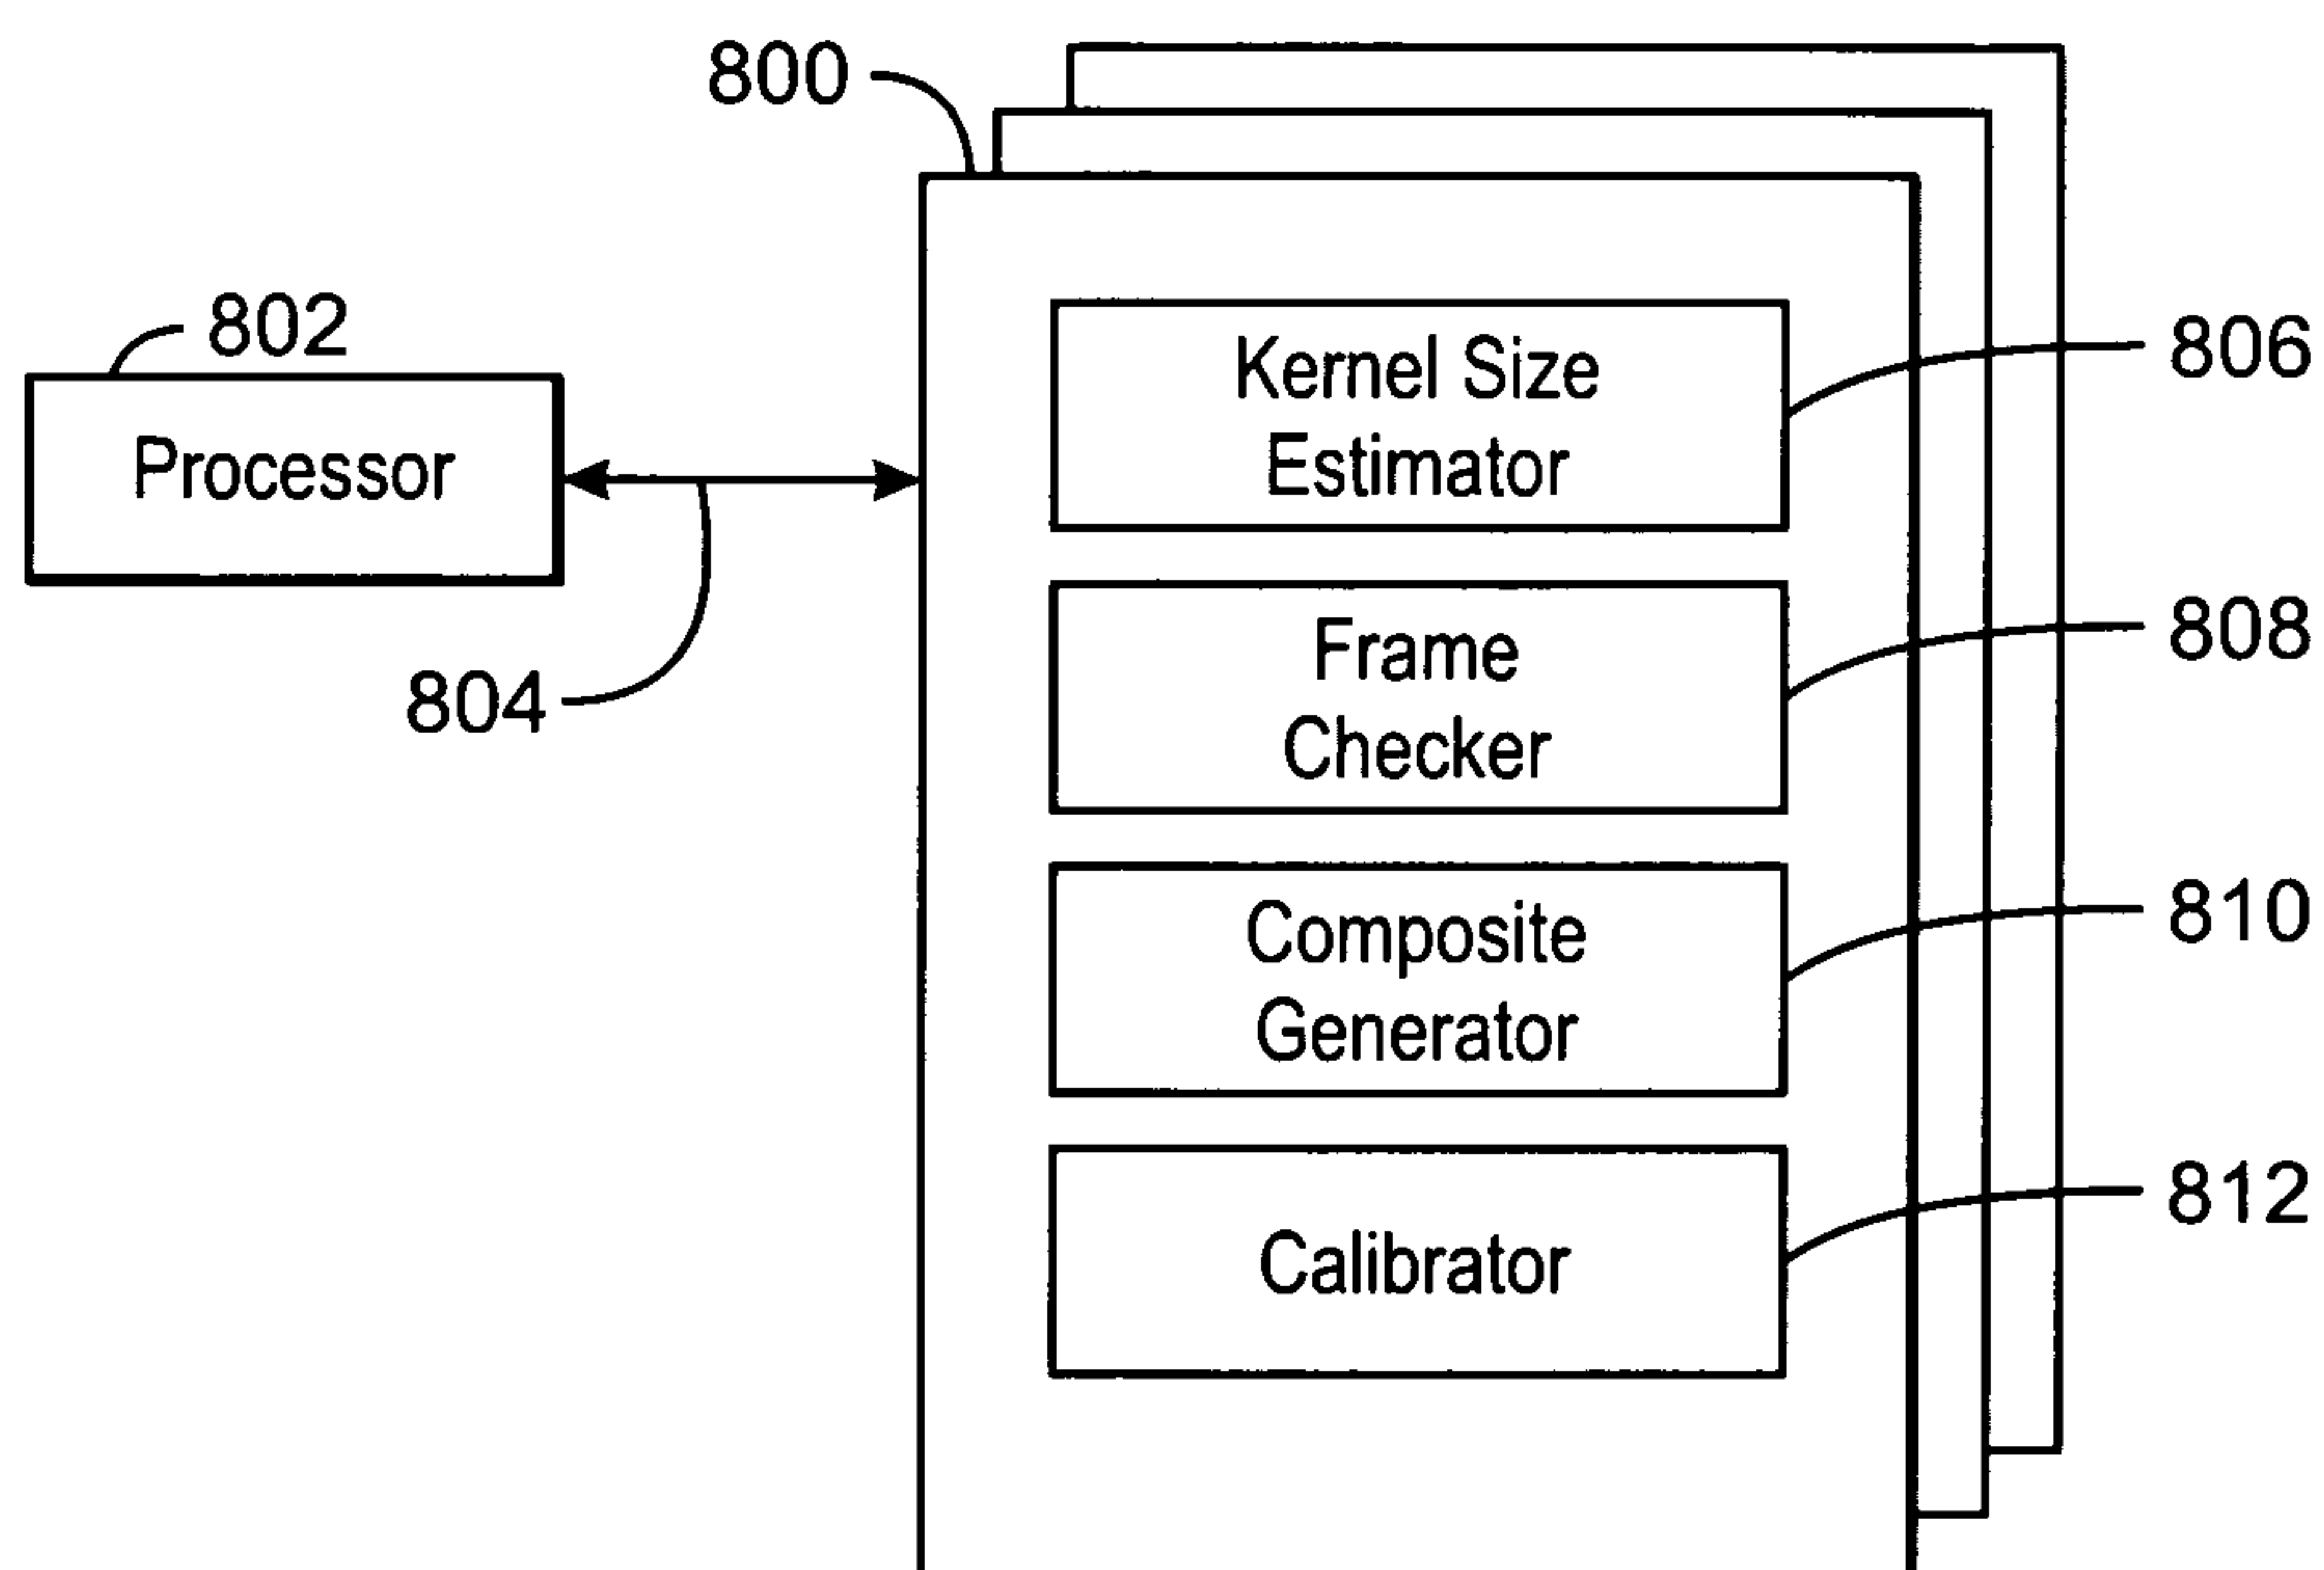 800
802
Processor
804
Kernel Size
Estimator
806
Frame
Checker
808
Composite
Generator
810
Calibrator
812